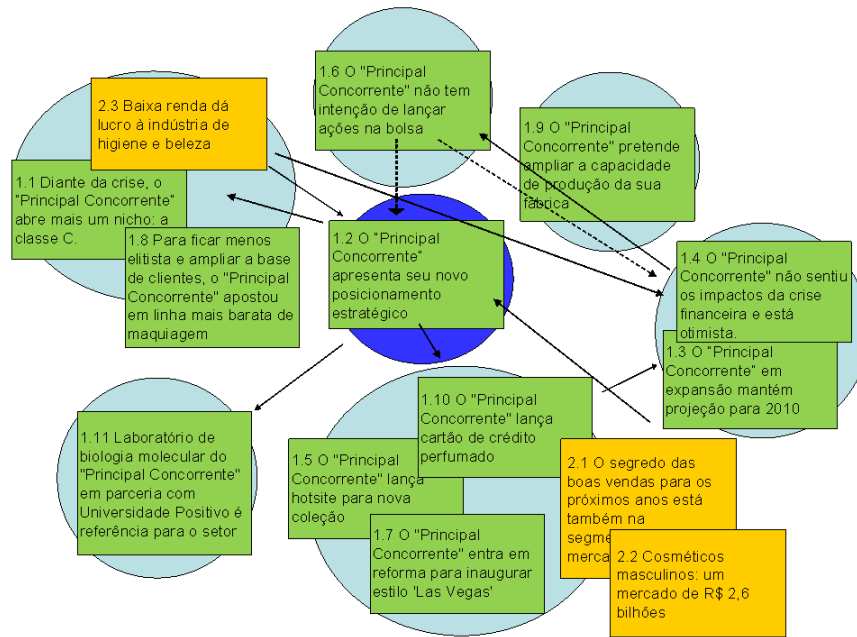 1.6 O "Principal
Concorrente"
não tem
intenção de lançar
ações na bolsa
2.3 Baixa renda dá
lucro à indústria de
higiene e beleza
1.9 O "Principal
Concorrente" pretende
ampliar a capacidade
de produção da sua
fábrica
1.1 Diante da crise, o
"Principal Concorrente"
abre mais um nicho: a
classe C.
1.8 Para ficar menos
elitista e ampliar a base
de clientes, o "Principal
Concorrente" apostou
em linha mais barata de
maquiagem
1.2 O "Principal
Concorrente"
apresenta seu novo
posicionamento
estratégico
1.4 O "Principal
Concorrente" não sentiu
os impactos da crise
financeira e está
otimista.
1.3 O "Principal
Concorrente" em
expansão mantém
projeção para 2010
1.10 O "Principal
Concorrente" lança
cartão de crédito
perfumado
1.11 Laboratório de
biologia molecular do
"Principal Concorrente"
em parceria com
Universidade Positivo é
referência para o setor
1.5 O "Principal
Concorrente" lança
hotsite para nova
coleção
1.7 O "Principal
Concorrente" entra em
reforma para inaugurar
estilo 'Las Vegas'
2.1 O segredo das
boas vendas para os
próximos anos está
também na
2.2 Cosméticos
masculinos: um
mercado de R$ 2,6
bilhões